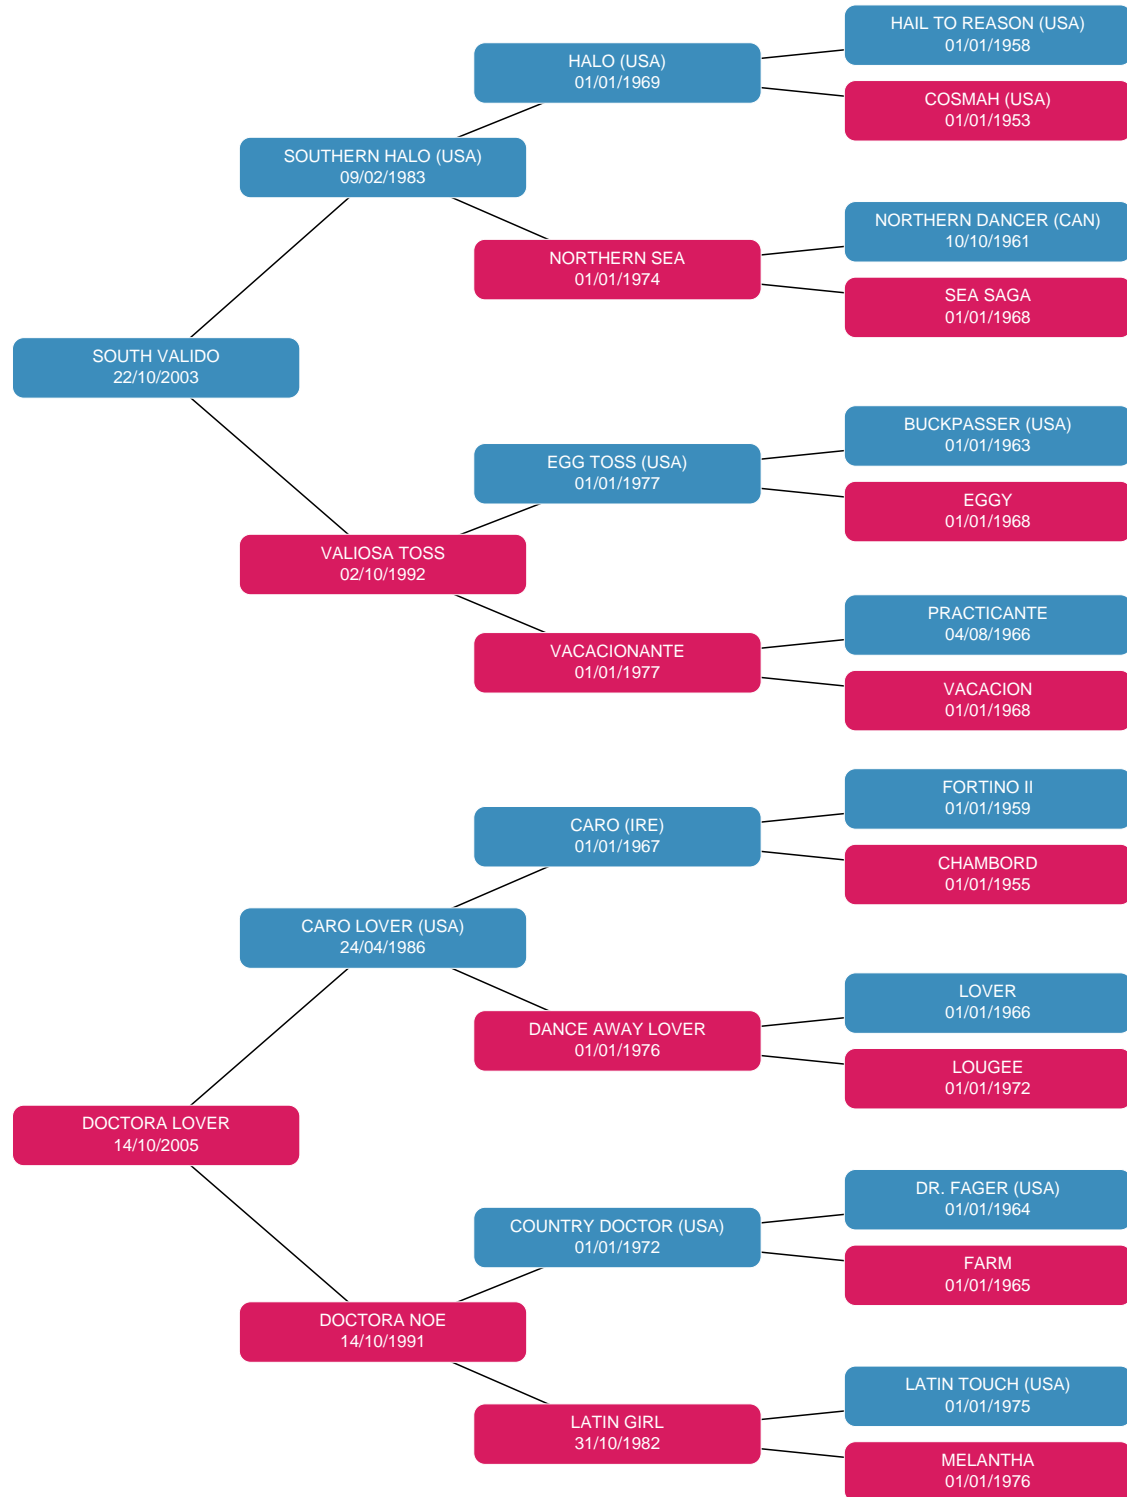 HAIL TO REASON (USA)
01/01/1958
HALO (USA)
01/01/1969
COSMAH (USA)
01/01/1953
SOUTHERN HALO (USA)
09/02/1983
NORTHERN DANCER (CAN)
10/10/1961
NORTHERN SEA
01/01/1974
SEA SAGA
01/01/1968
SOUTH VALIDO
22/10/2003
BUCKPASSER (USA)
01/01/1963
EGG TOSS (USA)
01/01/1977
EGGY
01/01/1968
VALIOSA TOSS
02/10/1992
PRACTICANTE
04/08/1966
VACACIONANTE
01/01/1977
VACACION
01/01/1968
FORTINO II
01/01/1959
CARO (IRE)
01/01/1967
CHAMBORD
01/01/1955
CARO LOVER (USA)
24/04/1986
LOVER
01/01/1966
DANCE AWAY LOVER
01/01/1976
LOUGEE
01/01/1972
DOCTORA LOVER
14/10/2005
DR. FAGER (USA)
01/01/1964
COUNTRY DOCTOR (USA)
01/01/1972
FARM
01/01/1965
DOCTORA NOE
14/10/1991
LATIN TOUCH (USA)
01/01/1975
LATIN GIRL
31/10/1982
MELANTHA
01/01/1976